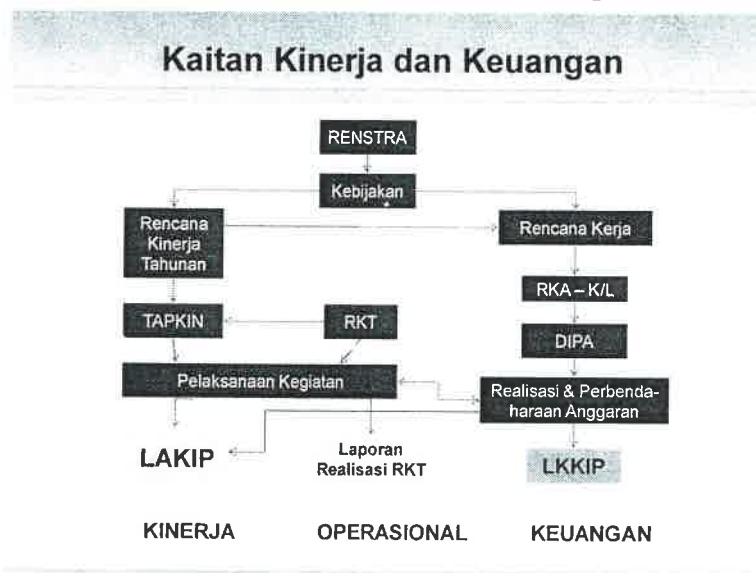 Kaitan Kinerja dan Keuangan
RENSTRA
Kebijakan
Rencana
Kinerja
Tahunan
Rencana Kerja
RKA – K/L
TAPKIN
RKT
DIPA
Pelaksanaan Kegiatan
Realisasi & Perbenda-
haraan Anggaran
LAKIP
Laporan
Realisasi RKT
LKKIP
KINERJA
OPERASIONAL
KEUANGAN